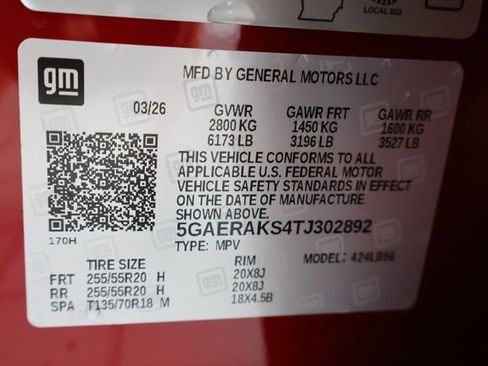 LOCAL 602
gm
MFD BY GENERAL MOTORS LLC
03/26 GVWR GAWR FRT GAWR RR
2800 KG 1450 KG 1600 KG
6173 LB 3196 LB 3527 LB
THIS VEHICLE CONFORMS TO ALL
APPLICABLE U.S. FEDERAL MOTOR
VEHICLE SAFETY STANDARDS IN EFFECT
ON THE DATE OF MANUFACTURE
SHOWN ABOVE.
170H
5GAERAKS4TJ302892
TYPE: MPV MODEL: 424LB56
TIRE SIZE RIM
FRT 255/55R20 H 20X8J
RR 255/55R20 H 20X8J
SPA T135/70R18 M 18X4.5B